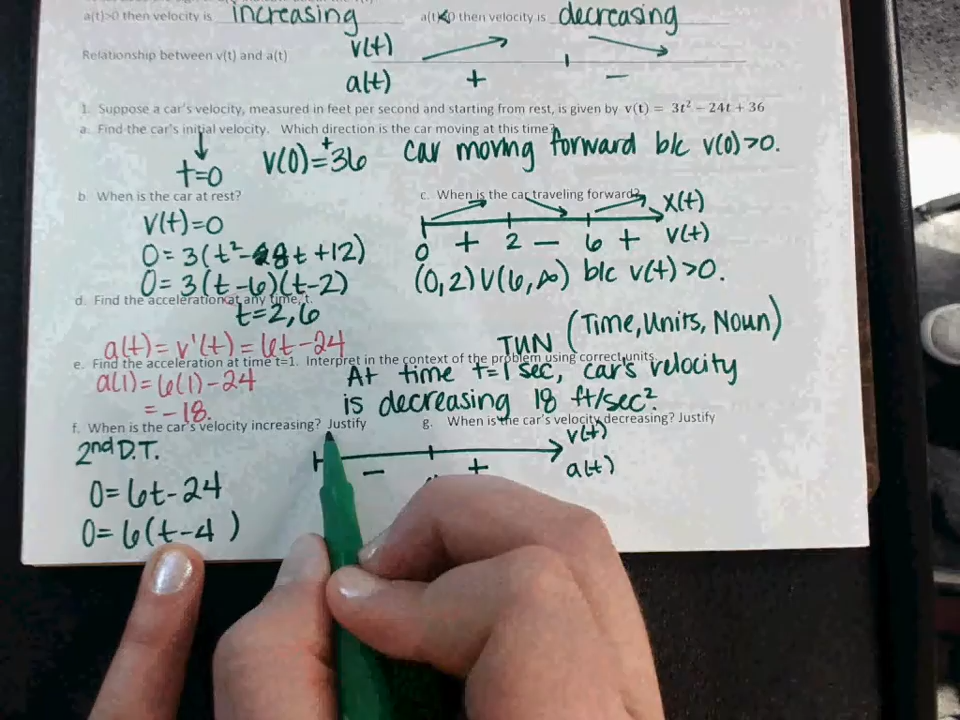 a(t)>0 then velocity is increasing a(t)<0 then velocity is decreasing
v(t)
Relationship between v(t) and a(t)
a(t) + −
1. Suppose a car's velocity, measured in feet per second and starting from rest, is given by v(t) = 3t² − 24t + 36
a. Find the car's initial velocity. Which direction is the car moving at this time?
t=0 v(0)=+36 car moving forward b/c v(0)>0.
b. When is the car at rest?
v(t)=0
0=3(t²-8t+12)
0=3(t-6)(t-2)
t=2,6
c. When is the car traveling forward?
x(t)
0 + 2 − 6 + v(t)
(0,2)∪(6,∞) b/c v(t)>0.
d. Find the acceleration at any time, t.
a(t)=v'(t)=6t-24
TUN (Time, Units, Noun)
e. Find the acceleration at time t=1. Interpret in the context of the problem using correct units.
a(1)=6(1)-24
=-18.
At time t=1 sec, car's velocity
is decreasing 18 ft/sec².
f. When is the car's velocity increasing? Justify
2nd D.T.
0=6t-24
0=6(t-4)
g. When is the car's velocity decreasing? Justify
v(t)
− + a(t)